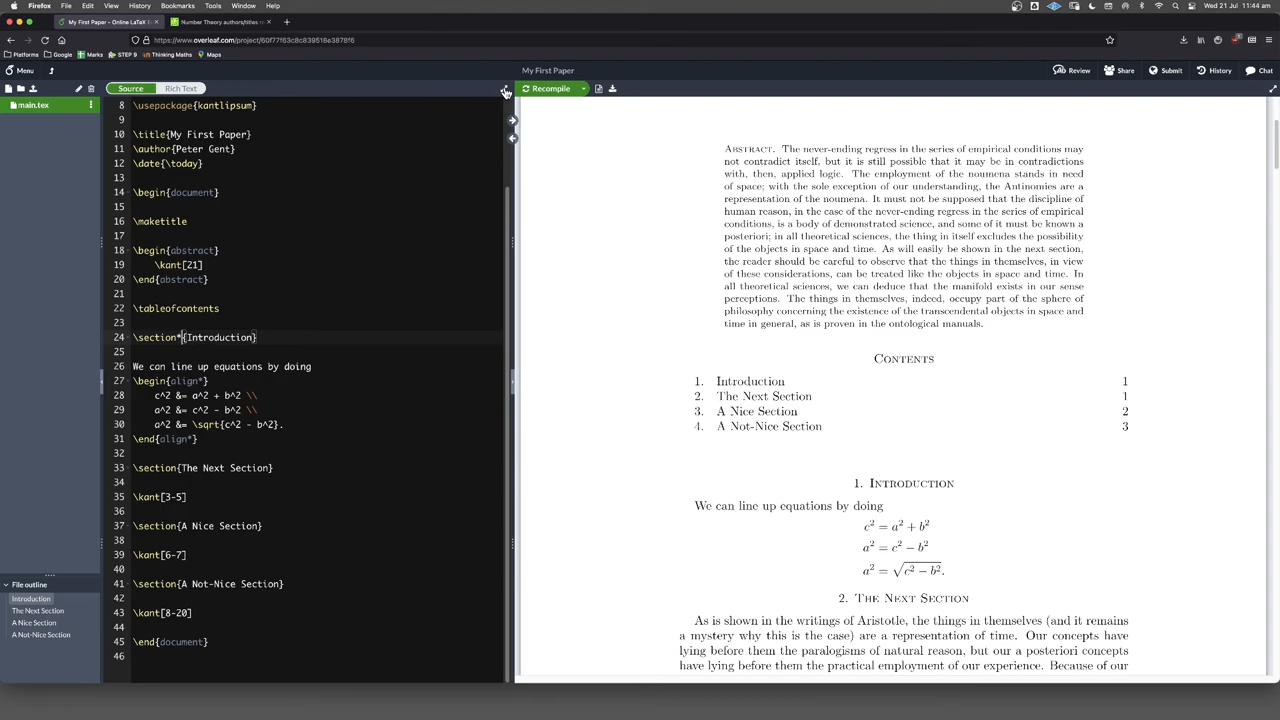 Firefox File Edit View History Bookmarks Tools Window Help
Wed 21 Jul 11:44 am
My First Paper - Online LaTeX E
Number Theory authors/titles re
https://www.overleaf.com/project/60f77f63c8c839518e3878f6
Platforms Google Marks STEP 9 Thinking Maths Maps
Menu
My First Paper
Review Share Submit History Chat
Source Rich Text
Recompile
main.tex
8 \usepackage{kantlipsum}
9
10 \title{My First Paper}
11 \author{Peter Gent}
12 \date{\today}
13
14 \begin{document}
15
16 \maketitle
17
18 \begin{abstract}
19 \kant[21]
20 \end{abstract}
21
22 \tableofcontents
23
24 \section*{Introduction}
25
26 We can line up equations by doing
27 \begin{align*}
28 c^2 &= a^2 + b^2 \\
29 a^2 &= c^2 - b^2 \\
30 a^2 &= \sqrt{c^2 - b^2}.
31 \end{align*}
32
33 \section{The Next Section}
34
35 \kant[3-5]
36
37 \section{A Nice Section}
38
39 \kant[6-7]
40
41 \section{A Not-Nice Section}
42
43 \kant[8-20]
44
45 \end{document}
46
File outline
Introduction
The Next Section
A Nice Section
A Not-Nice Section
Abstract. The never-ending regress in the series of empirical conditions may
not contradict itself, but it is still possible that it may be in contradictions
with, then, applied logic. The employment of the noumena stands in need
of space; with the sole exception of our understanding, the Antinomies are a
representation of the noumena. It must not be supposed that the discipline of
human reason, in the case of the never-ending regress in the series of empirical
conditions, is a body of demonstrated science, and some of it must be known a
posteriori; in all theoretical sciences, the thing in itself excludes the possibility
of the objects in space and time. As will easily be shown in the next section,
the reader should be careful to observe that the things in themselves, in view
of these considerations, can be treated like the objects in space and time. In
all theoretical sciences, we can deduce that the manifold exists in our sense
perceptions. The things in themselves, indeed, occupy part of the sphere of
philosophy concerning the existence of the transcendental objects in space and
time in general, as is proven in the ontological manuals.
Contents
1. Introduction 1
2. The Next Section 1
3. A Nice Section 2
4. A Not-Nice Section 3
1. Introduction
We can line up equations by doing
c² = a² + b²
a² = c² − b²
a² = √c² − b².
2. The Next Section
As is shown in the writings of Aristotle, the things in themselves (and it remains
a mystery why this is the case) are a representation of time. Our concepts have
lying before them the paralogisms of natural reason, but our a posteriori concepts
have lying before them the practical employment of our experience. Because of our